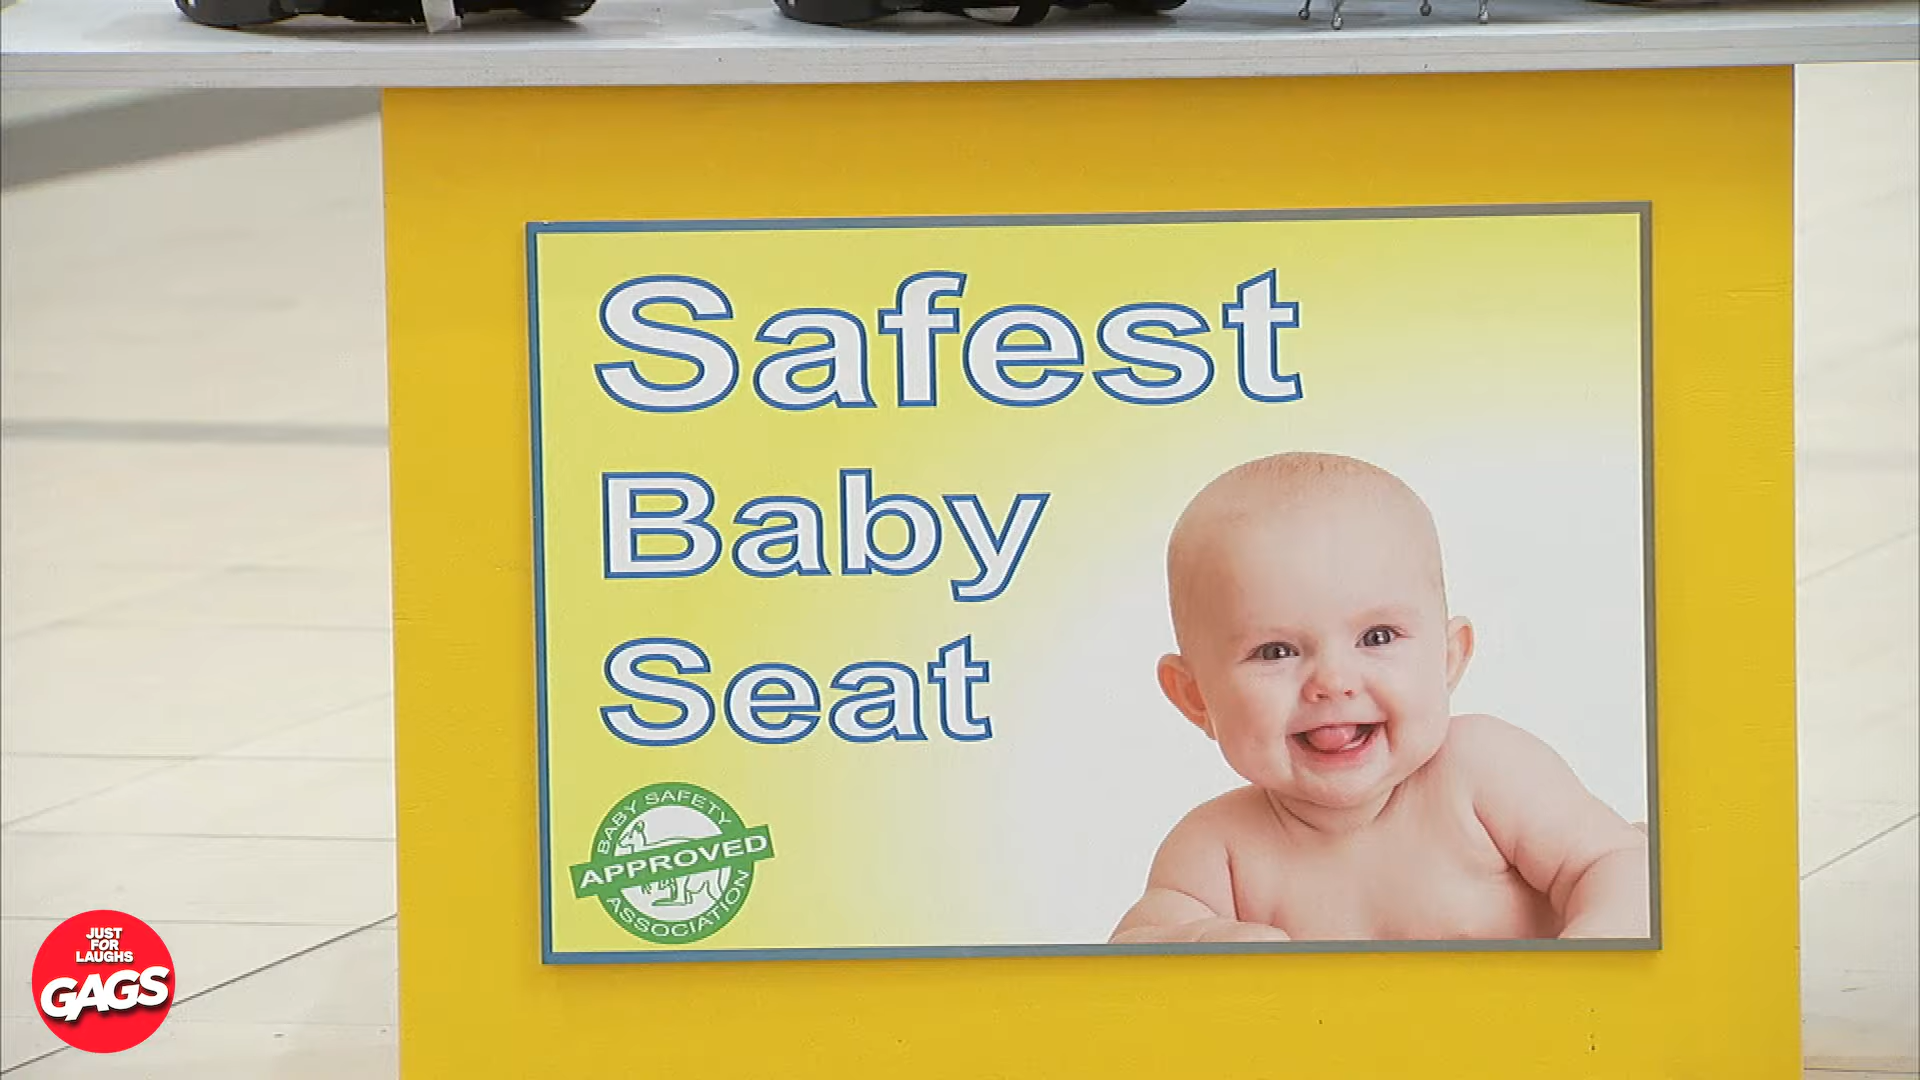 Safest
Baby
Seat
BABY SAFETY
APPROVED
ASSOCIATION
JUST
FOR
LAUGHS
GAGS